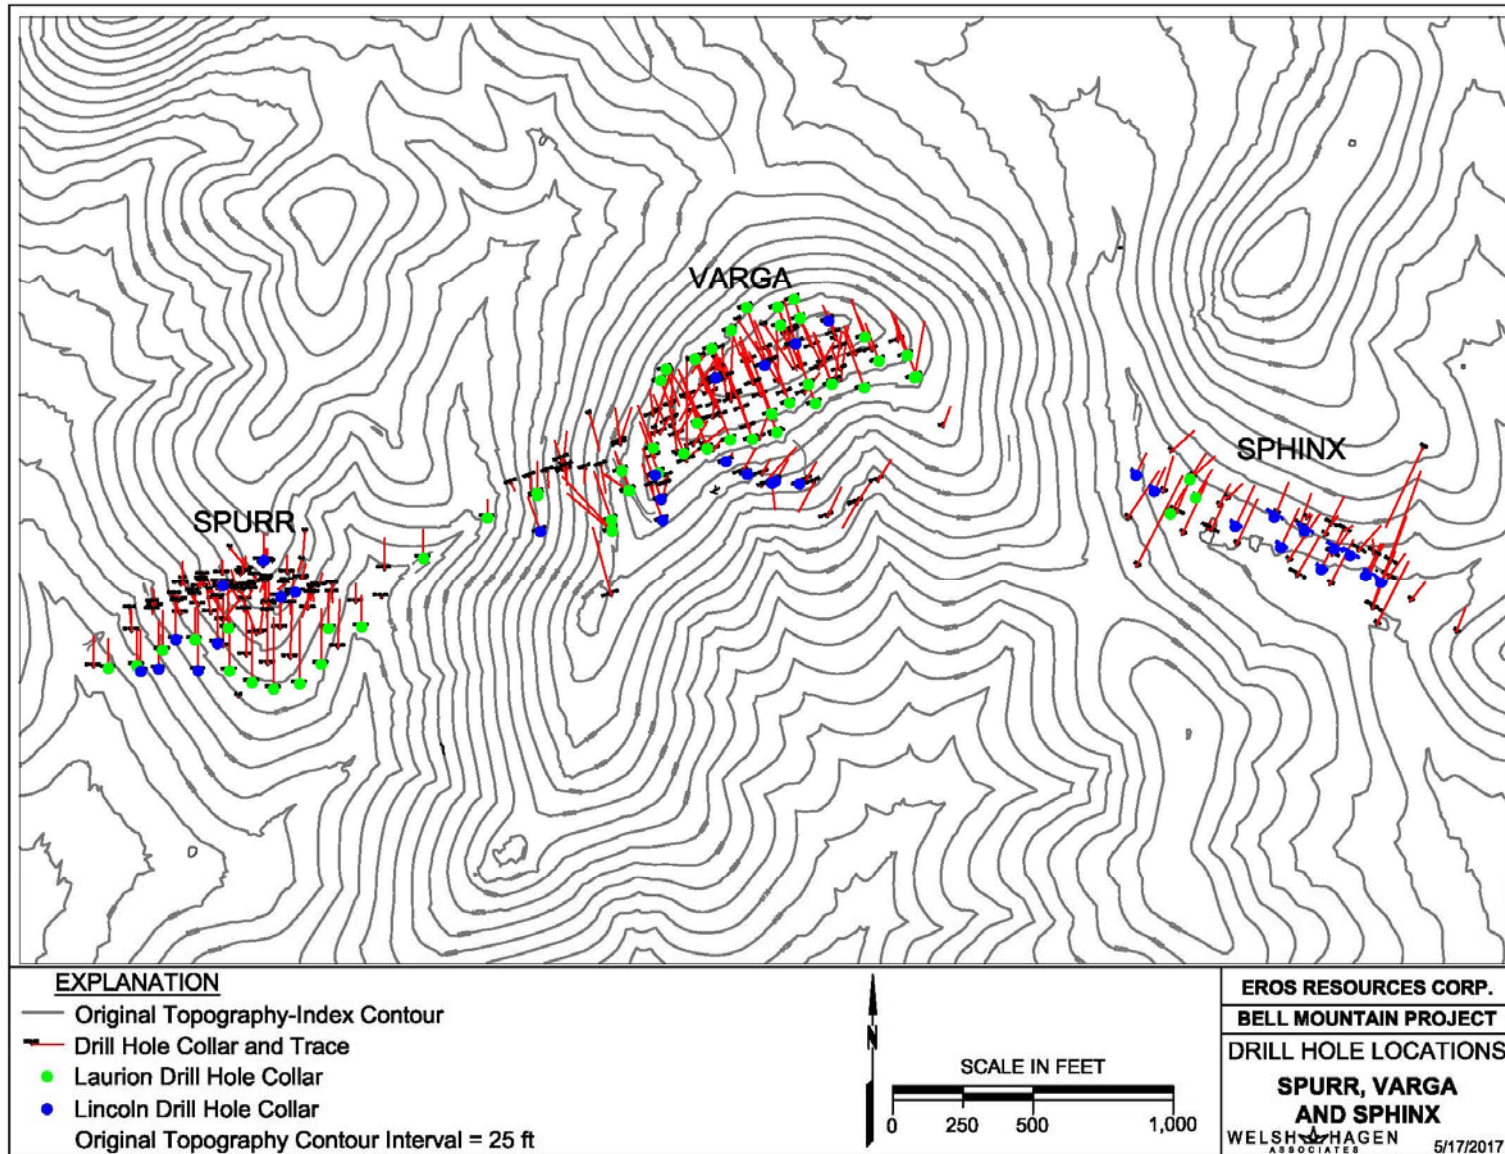 VARGA
SPHINX
SPURR
EXPLANATION
Original Topography-Index Contour
Drill Hole Collar and Trace
Laurion Drill Hole Collar
Lincoln Drill Hole Collar
Original Topography Contour Interval = 25 ft
N
SCALE IN FEET
0 250 500 1,000
EROS RESOURCES CORP.
BELL MOUNTAIN PROJECT
DRILL HOLE LOCATIONS
SPURR, VARGA
AND SPHINX
WELSH HAGEN
ASSOCIATES
5/17/2017